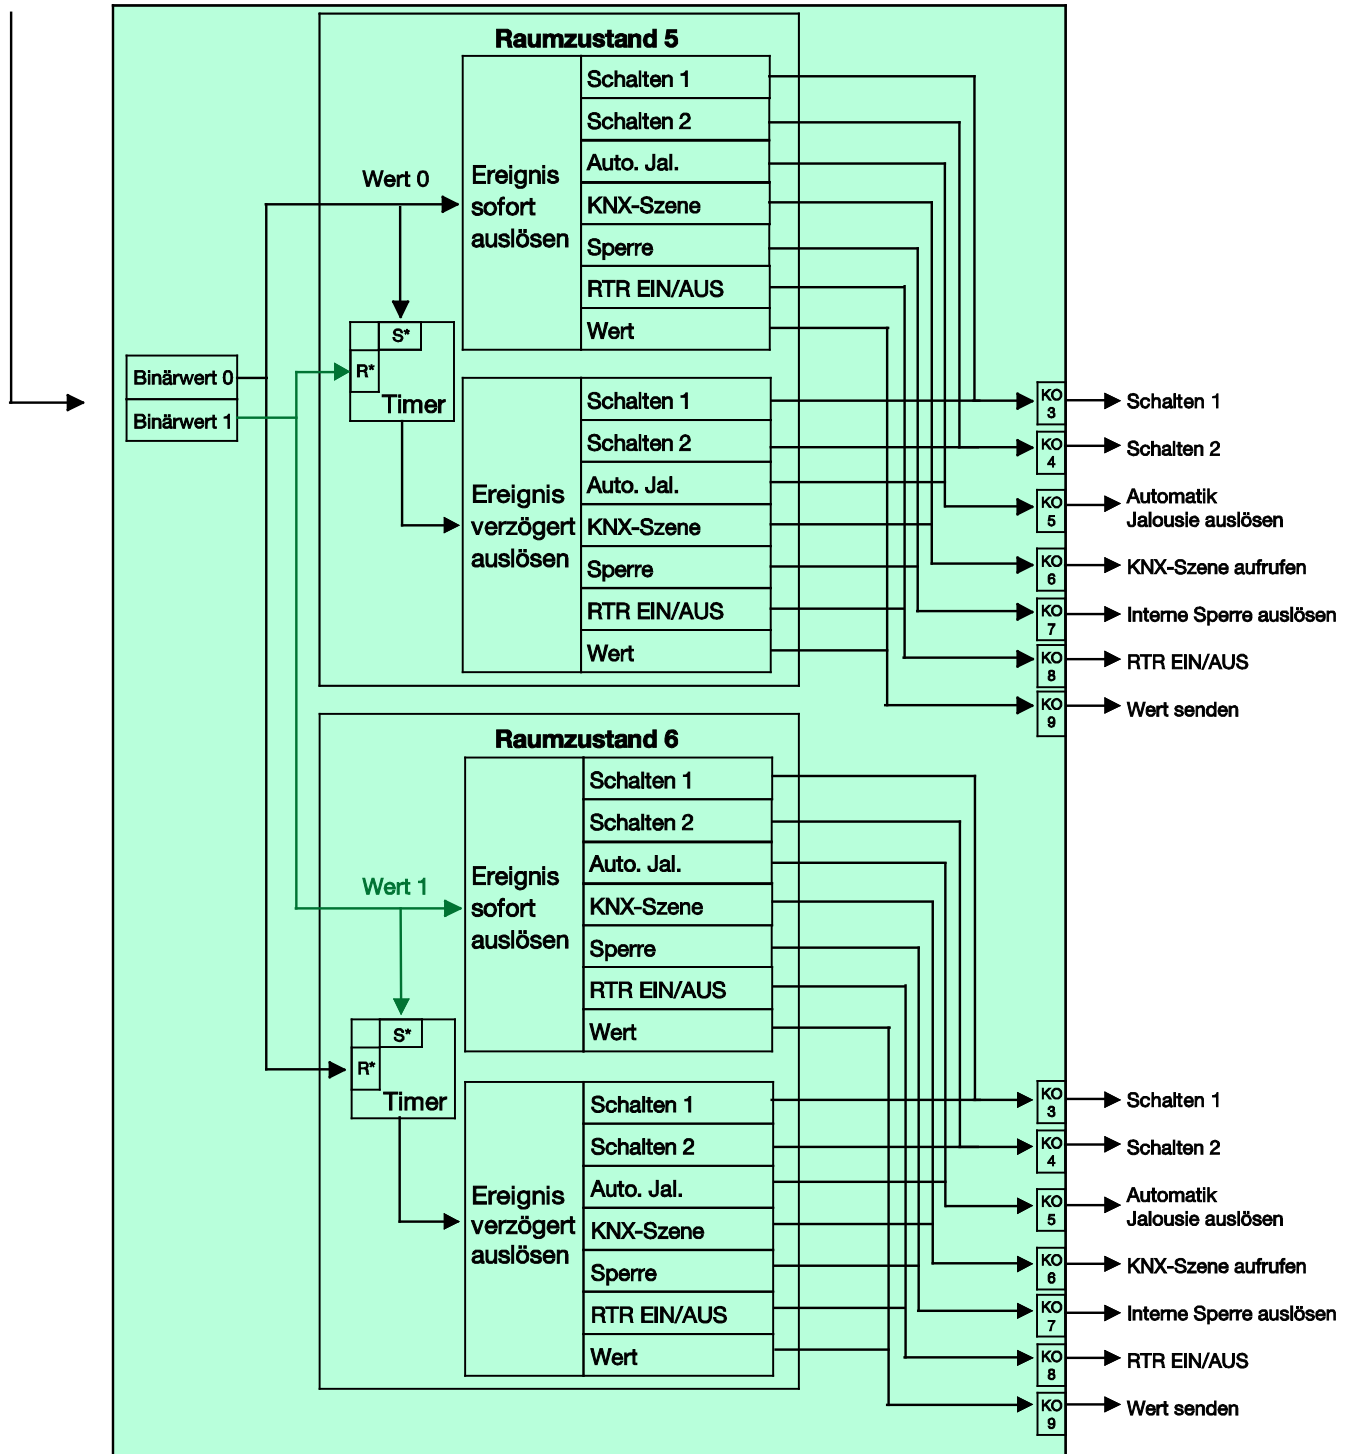 Raumzustand 5
Schalten 1
Schalten 2
Auto. Jal.
KNX-Szene
Sperre
RTR EIN/AUS
Wert
Ereignis
sofort
auslösen
Wert 0
S*
R*
Timer
Binärwert 0
Binärwert 1
Schalten 1
Schalten 2
Auto. Jal.
KNX-Szene
Sperre
RTR EIN/AUS
Wert
Ereignis
verzögert
auslösen
KO
3
Schalten 1
KO
4
Schalten 2
KO
5
Automatik
Jalousie auslösen
KO
6
KNX-Szene aufrufen
KO
7
Interne Sperre auslösen
KO
8
RTR EIN/AUS
KO
9
Wert senden
Raumzustand 6
Schalten 1
Schalten 2
Auto. Jal.
KNX-Szene
Sperre
RTR EIN/AUS
Wert
Ereignis
sofort
auslösen
Wert 1
S*
R*
Timer
Schalten 1
Schalten 2
Auto. Jal.
KNX-Szene
Sperre
RTR EIN/AUS
Wert
Ereignis
verzögert
auslösen
KO
3
Schalten 1
KO
4
Schalten 2
KO
5
Automatik
Jalousie auslösen
KO
6
KNX-Szene aufrufen
KO
7
Interne Sperre auslösen
KO
8
RTR EIN/AUS
KO
9
Wert senden